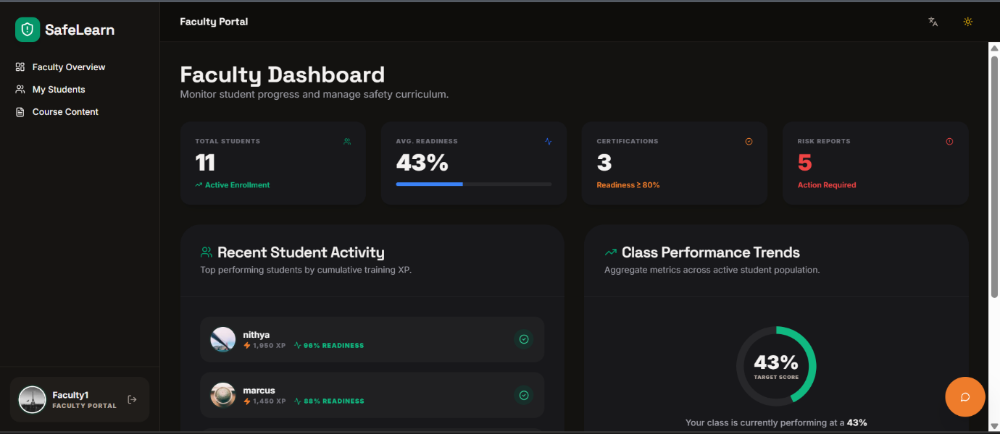 SafeLearn
Faculty Overview
My Students
Course Content
Faculty1
FACULTY PORTAL
Faculty Portal
Faculty Dashboard
Monitor student progress and manage safety curriculum.
TOTAL STUDENTS
11
Active Enrollment
AVG. READINESS
43%
CERTIFICATIONS
3
Readiness ≥ 80%
RISK REPORTS
5
Action Required
Recent Student Activity
Top performing students by cumulative training XP.
nithya
1,950 XP 96% READINESS
marcus
1,450 XP 88% READINESS
Class Performance Trends
Aggregate metrics across active student population.
43%
TARGET SCORE
Your class is currently performing at a 43%